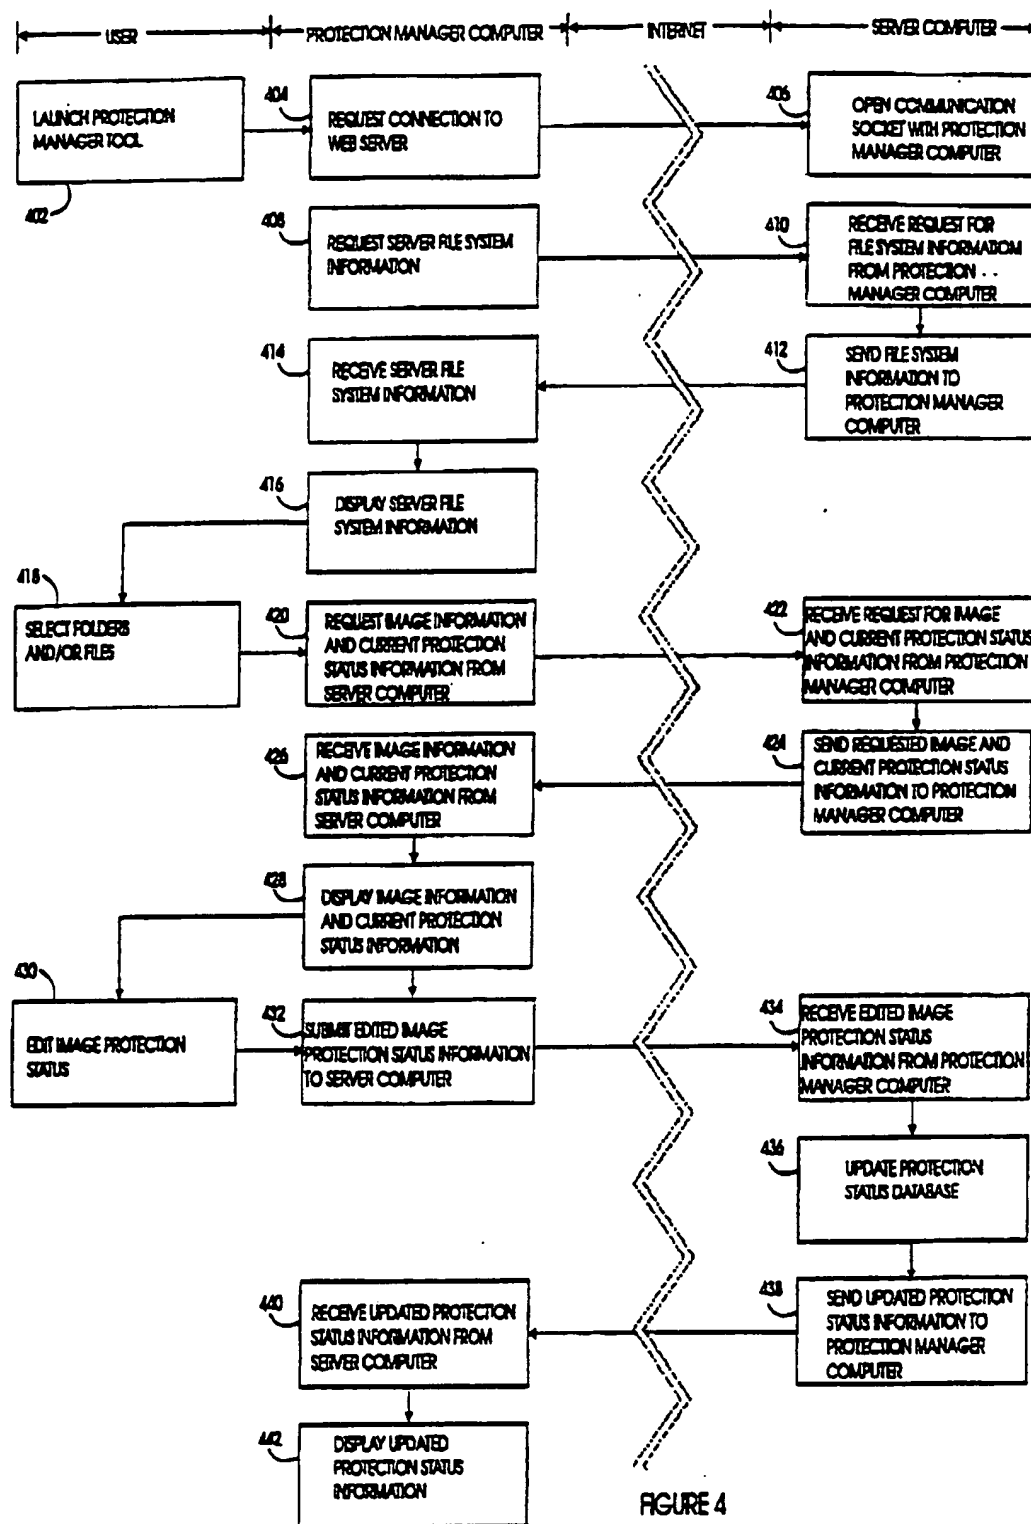 USER
PROTECTION MANAGER COMPUTER
INTERNET
SERVER COMPUTER
LAUNCH PROTECTION
MANAGER TOOL
402
404
REQUEST CONNECTION TO
WEB SERVER
406
OPEN COMMUNICATION
SOCKET WITH PROTECTION
MANAGER COMPUTER
408
REQUEST SERVER FILE SYSTEM
INFORMATION
410
RECEIVE REQUEST FOR
FILE SYSTEM INFORMATIOM
FROM PROTECTION . .
MANAGER COMPUTER
412
SEND FILE SYSTEM
INFORMATION TO
PROTECTION MANAGER
COMPUTER
414
RECEIVE SERVER FILE
SYSTEM INFORMATION
416
DISPLAY SERVER FILE
SYSTEM INFORMATION
418
SELECT FOLDERS
AND/OR FILES
420
REQUEST IMAGE INFORMATION
AND CURRENT PROTECTION
STATUS INFORMATION FROM
SERVER COMPUTER
422
RECEIVE REQUEST FOR IMAGE
AND CURRENT PROTECTION STATUS
INFORMATION FROM PROTECTION
MANAGER COMPUTER
424
SEND REQUESTED IMAGE AND
CURRENT PROTECTION STATUS
INFORMATION TO PROTECTION
MANAGER COMPUTER
426
RECEIVE IMAGE INFORMATION
AND CURRENT PROTECTION
STATUS INFORMATION FROM
SERVER COMPUTER
428
DISPLAY IMAGE INFORMATION
AND CURRENT PROTECTION
STATUS INFORMATION
430
EDIT IMAGE PROTECTION
STATUS
432
SUBMIT EDITED IMAGE
PROTECTION STATUS INFORMATION
TO SERVER COMPUTER
434
RECEIVE EDITED IMAGE
PROTECTION STATUS
INFORMATION FROM PROTECTION
MANAGER COMPUTER
436
UPDATE PROTECTION
STATUS DATABASE
438
SEND UPDATED PROTECTION
STATUS INFORMATION TO
PROTECTION MANAGER
COMPUTER
440
RECEIVE UPDATED PROTECTION
STATUS INFORMATION FROM
SERVER COMPUTER
442
DISPLAY UPDATED
PROTECTION STATUS
INFORMATION
FIGURE 4